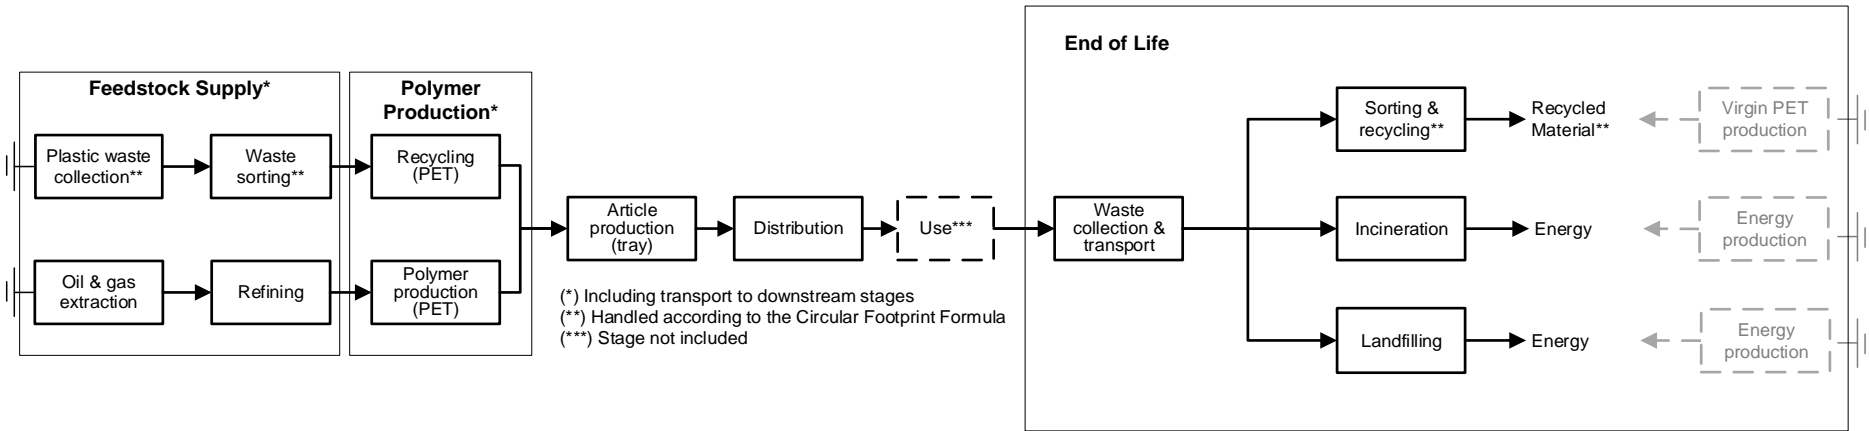 End of Life
Feedstock Supply*
Polymer
Production*
Plastic waste
collection**
Waste
sorting**
Recycling
(PET)
Oil & gas
extraction
Refining
Polymer
production
(PET)
Article
production
(tray)
Distribution
Use***
(*) Including transport to downstream stages
(**) Handled according to the Circular Footprint Formula
(***) Stage not included
Waste
collection &
transport
Sorting &
recycling**
Recycled
Material**
Virgin PET
production
Incineration
Energy
Energy
production
Landfilling
Energy
Energy
production